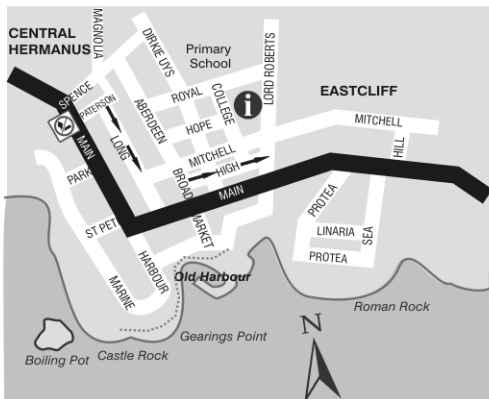 CENTRAL
HERMANUS
MAGNOLIA
DIRKIE UYS
Primary
School
LORD ROBERTS
SPENCE
PATERSON
ABERDEEN
ROYAL
COLLEGE
i
EASTCLIFF
HOPE
MITCHELL
HILL
LONG
MITCHELL
HIGH
MAIN
PARK
BROAD
MAIN
PROTEA
ST PET
MARKET
LINARIA
SEA
HARBOUR
PROTEA
MARINE
Old Harbour
Roman Rock
Gearings Point
N
Boiling Pot
Castle Rock